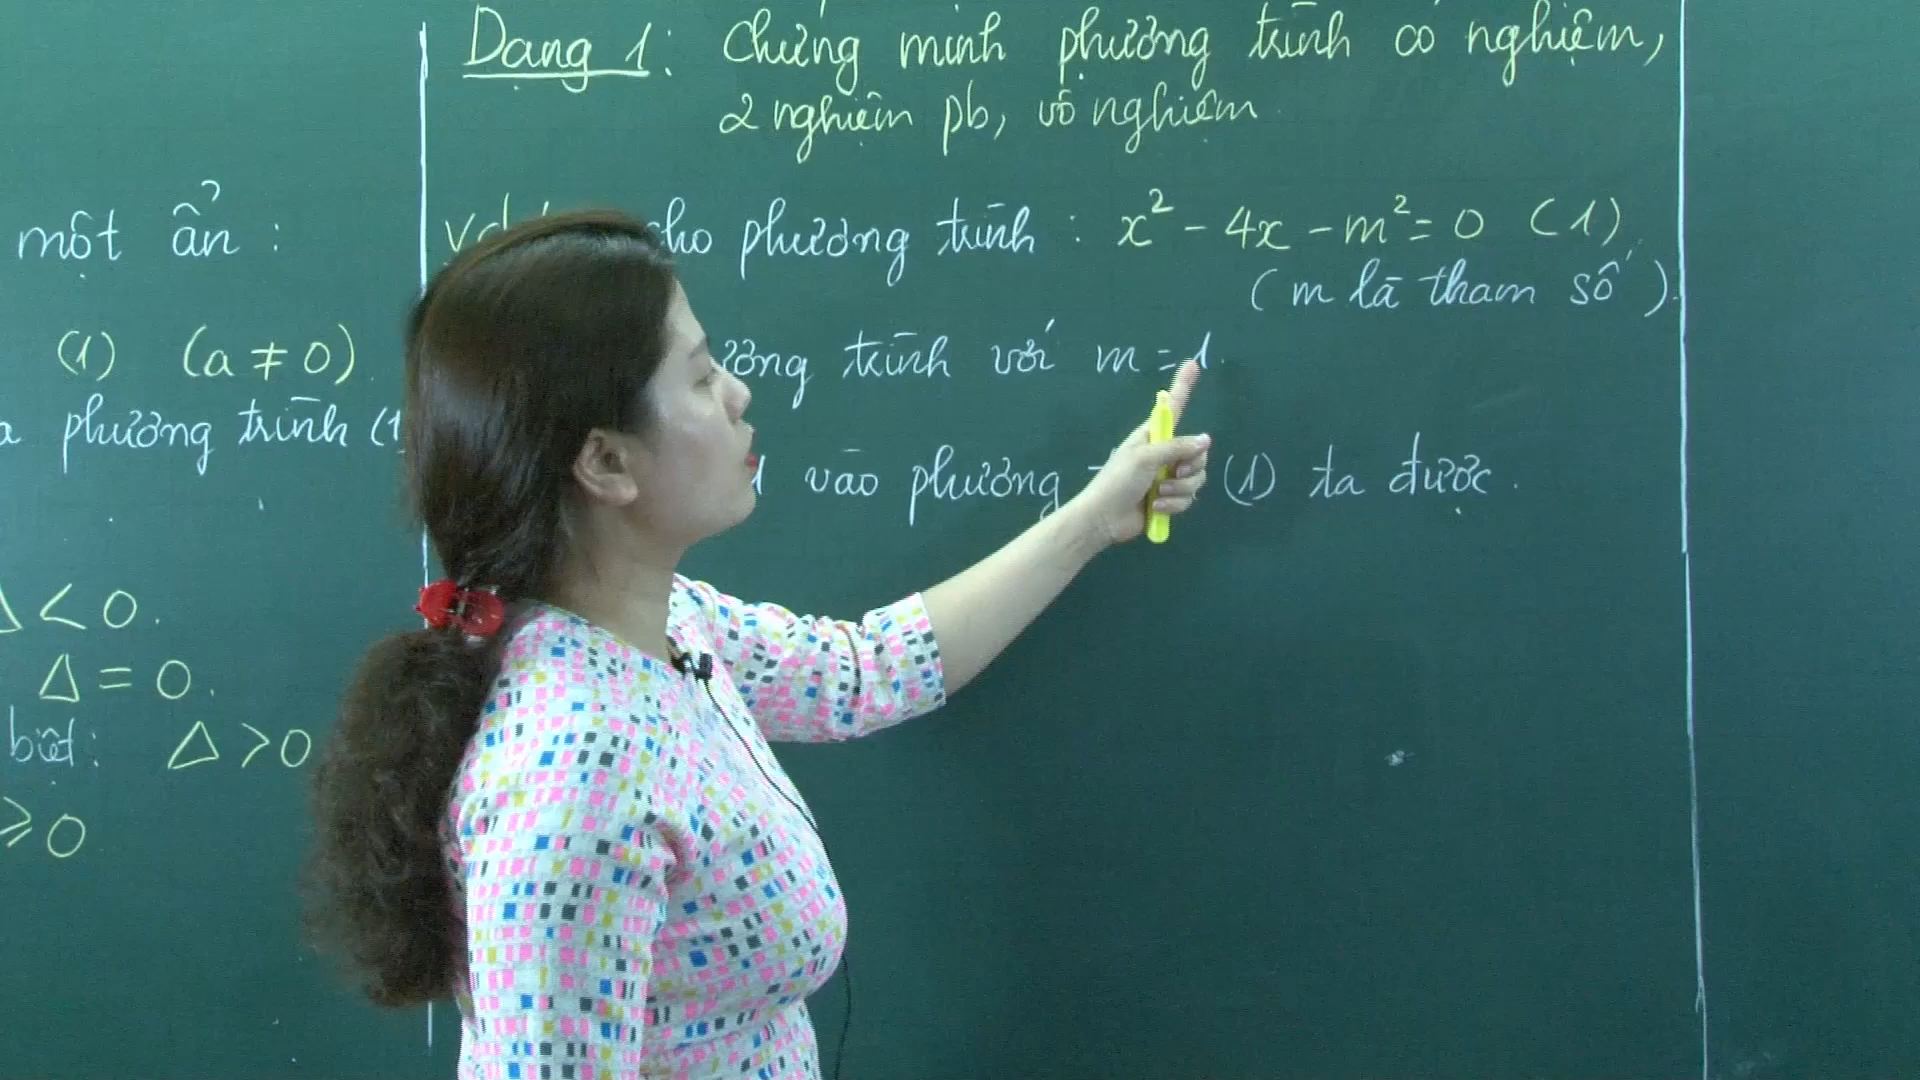 Dạng 1: Chứng minh phương trình có nghiệm,
2 nghiệm pb, vô nghiệm
cho phương trình : x² - 4x - m² = 0 (1)
(m là tham số).
trình với m = 1.
1 vào phương (1) ta được.
một ẩn :
(1) (a ≠ 0).
phương trình (1
Δ < 0.
Δ = 0.
biệt: Δ > 0
≥ 0